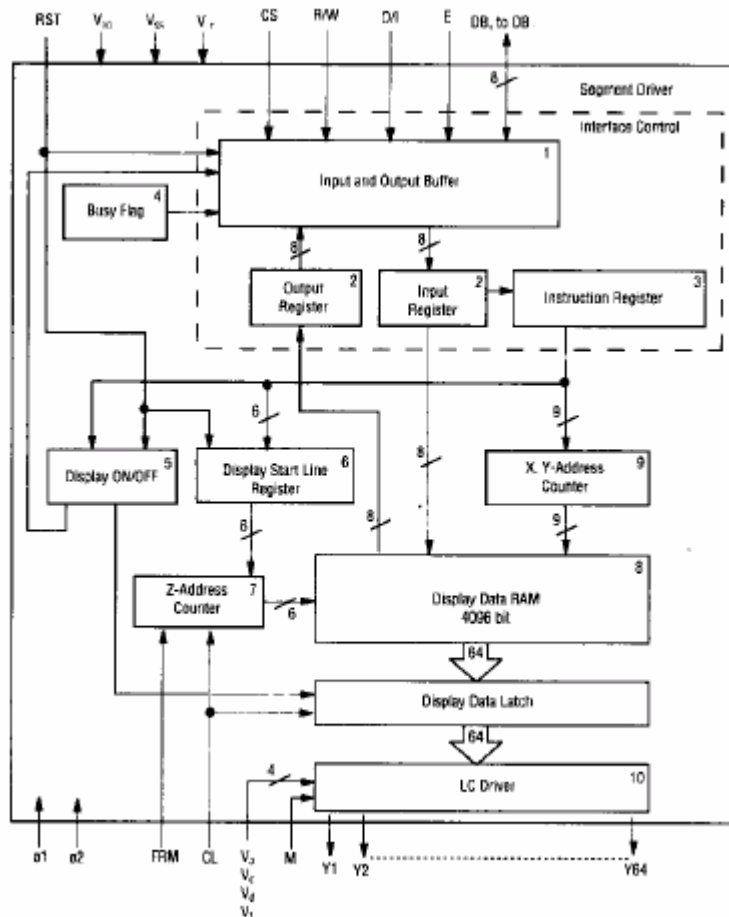 RST
CS
R/W
D/I
E
8
Segment Driver
Interface Control
1
Input and Output Buffer
4
Busy Flag
8
8
2
Output
Register
2
Input
Register
3
Instruction Register
6
9
5
Display ON/OFF
6
Display Start Line
Register
9
X, Y-Address
Counter
8
8
6
9
7
Z-Address
Counter
6
8
Display Data RAM
4096 bit
64
Display Data Latch
64
4
10
LC Driver
ø1
ø2
FRM
CL
M
Y1
Y2
Y64